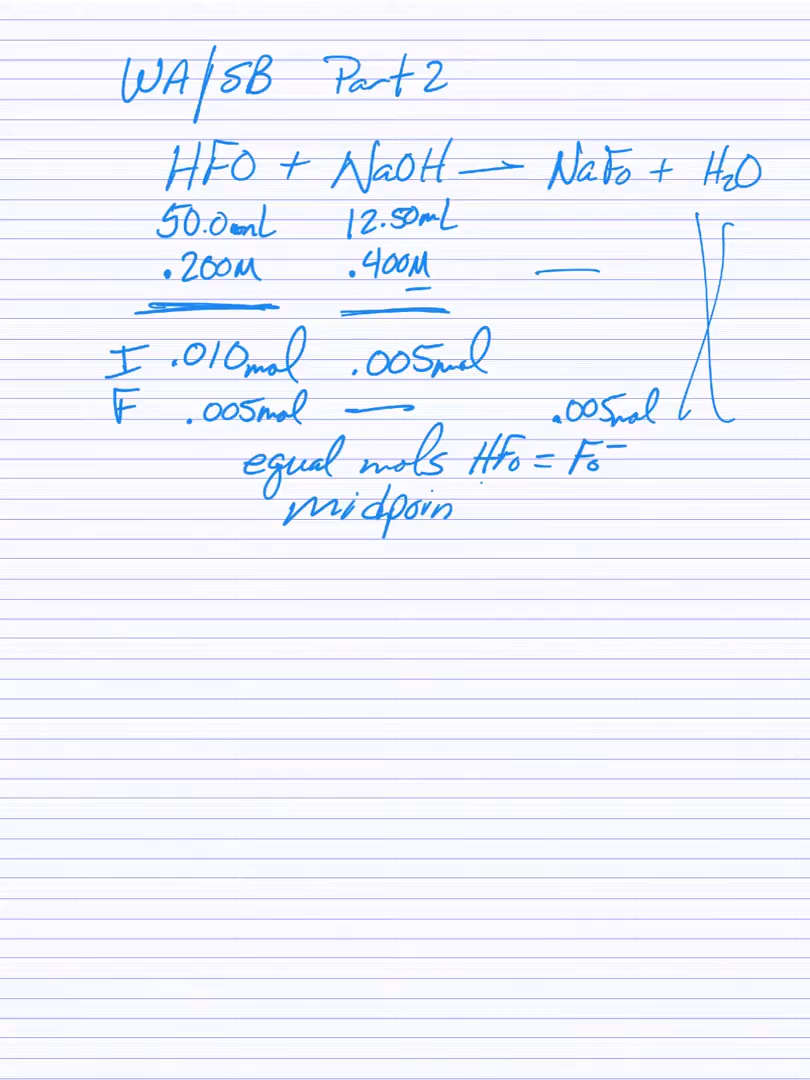 WA/SB Part 2
HFO + NaOH → NaFo + H₂O
50.0mL 12.50mL
.200M .400M —
I .010mol .005mol
F .005mol — .005mol
equal mols HFo = Fo⁻
midpoin